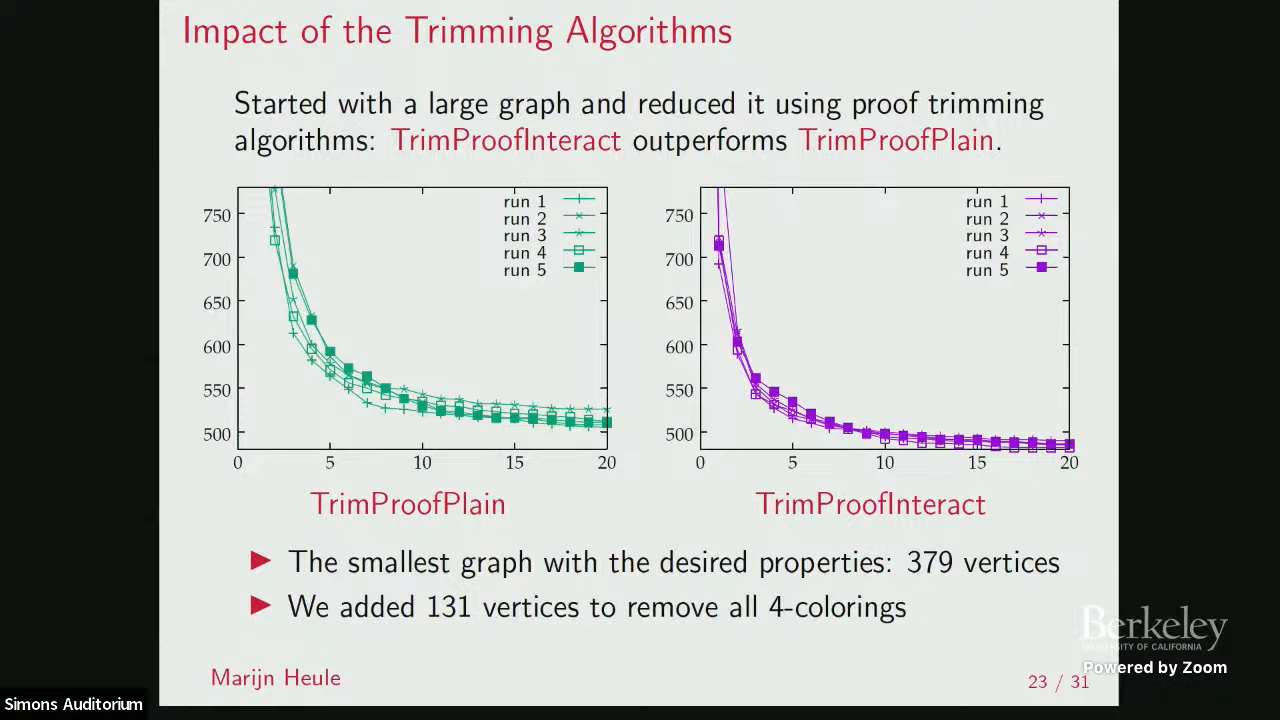 Impact of the Trimming Algorithms
Started with a large graph and reduced it using proof trimming
algorithms: TrimProofInteract outperforms TrimProofPlain.
750
700
650
600
550
500
0 5 10 15 20
run 1
run 2
run 3
run 4
run 5
TrimProofPlain
750
700
650
600
550
500
0 5 10 15 20
run 1
run 2
run 3
run 4
run 5
TrimProofInteract
▶ The smallest graph with the desired properties: 379 vertices
▶ We added 131 vertices to remove all 4-colorings
Marijn Heule
23 / 31
Berkeley
UNIVERSITY OF CALIFORNIA
Powered by Zoom
Simons Auditorium